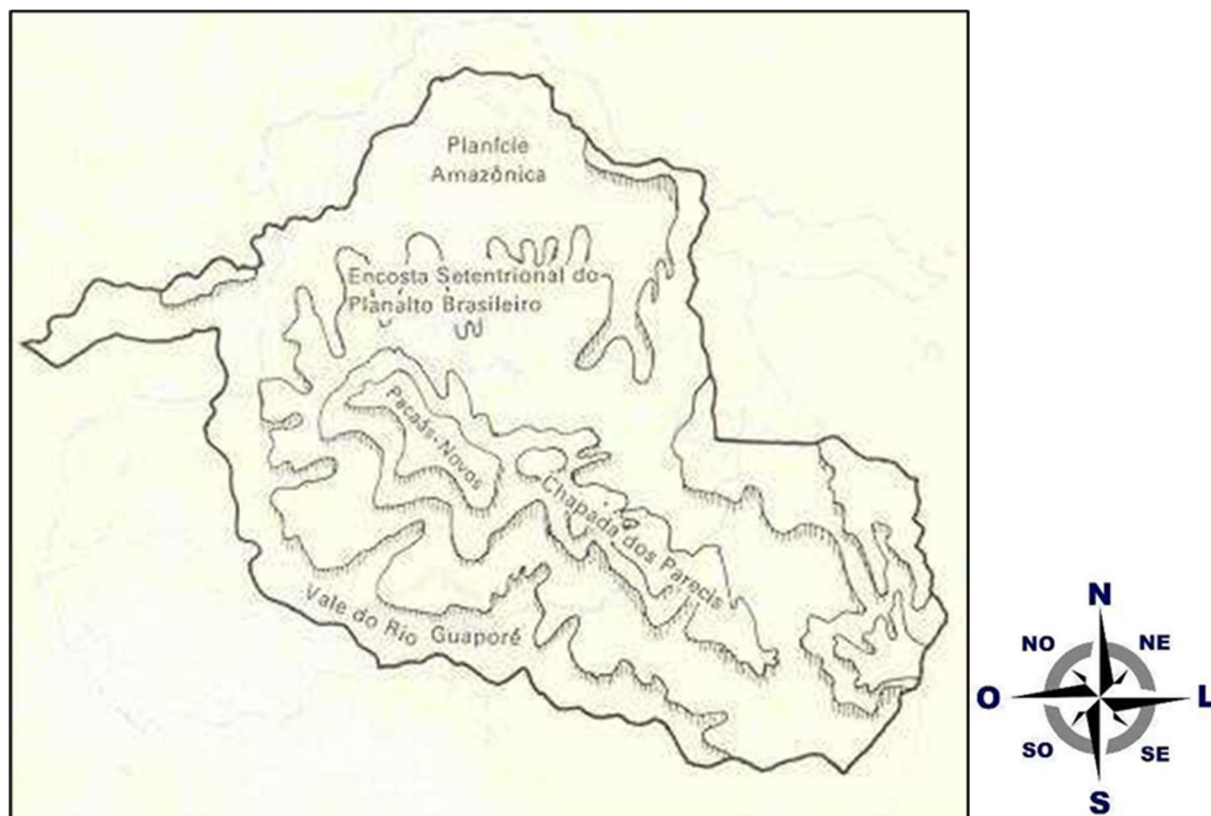 Planície
Amazônica
Encosta Setentrional do
Planalto Brasileiro
Pacaás-Novos
Chapada dos Parecis
Vale do Rio Guaporé
N
NO
NE
O
L
SO
SE
S